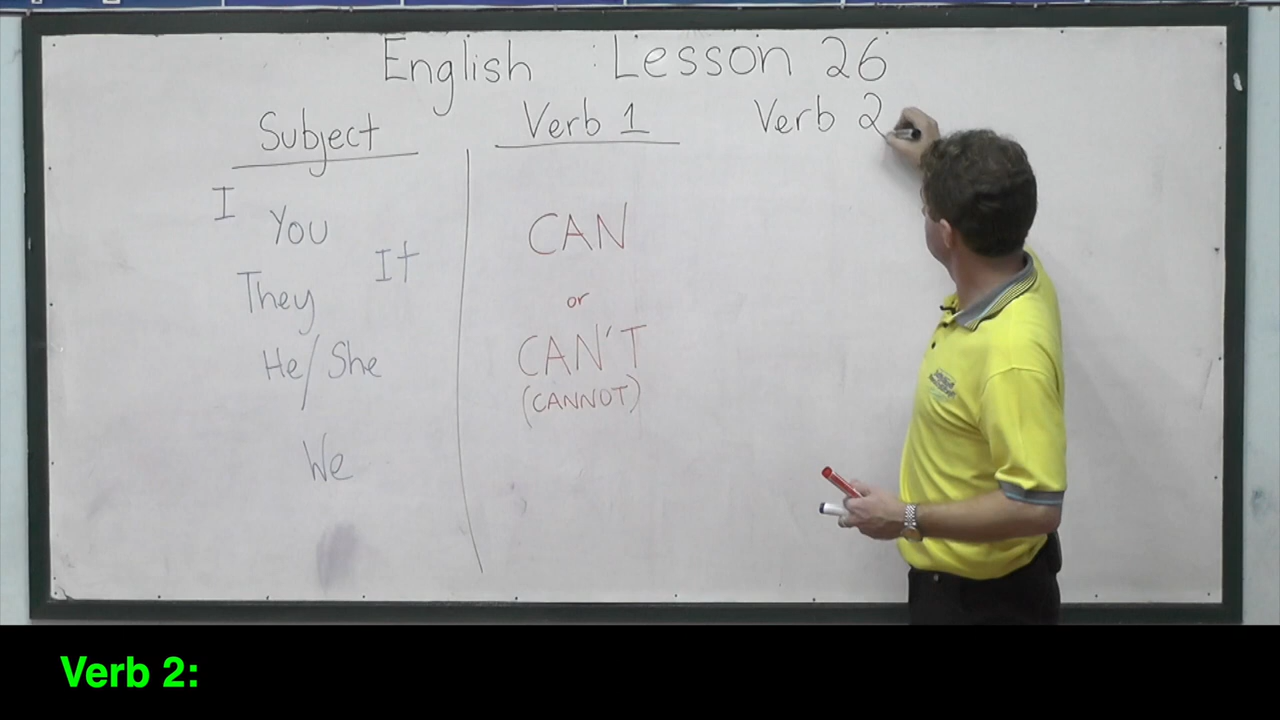 English : Lesson 26
Subject Verb 1 Verb 2
I
You
It
They
He/She
We
CAN
or
CAN'T
(CANNOT)
Verb 2: